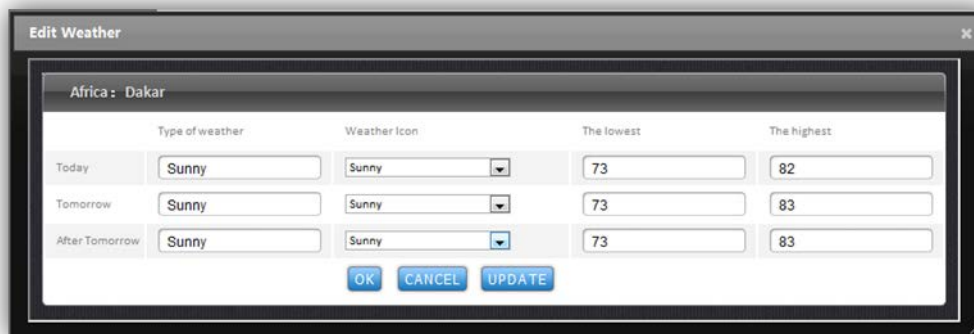 Edit Weather
Africa: Dakar
Type of weather Weather Icon The lowest The highest
Today Sunny Sunny 73 82
Tomorrow Sunny Sunny 73 83
After Tomorrow Sunny Sunny 73 83
OK CANCEL UPDATE